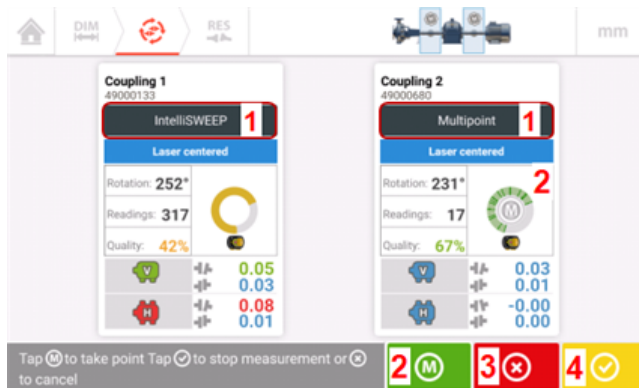 DIM
RES
mm
Coupling 1
49000133
IntelliSWEEP 1
Laser centered
Rotation: 252°
Readings: 317
Quality: 42%
V 0.05
0.03
H 0.08
0.01
Coupling 2
49000680
Multipoint 1
Laser centered
2
Rotation: 231°
Readings: 17
M
Quality: 67%
V 0.03
0.01
H -0.00
0.00
Tap M to take point Tap to stop measurement or
to cancel
2 M
3
4